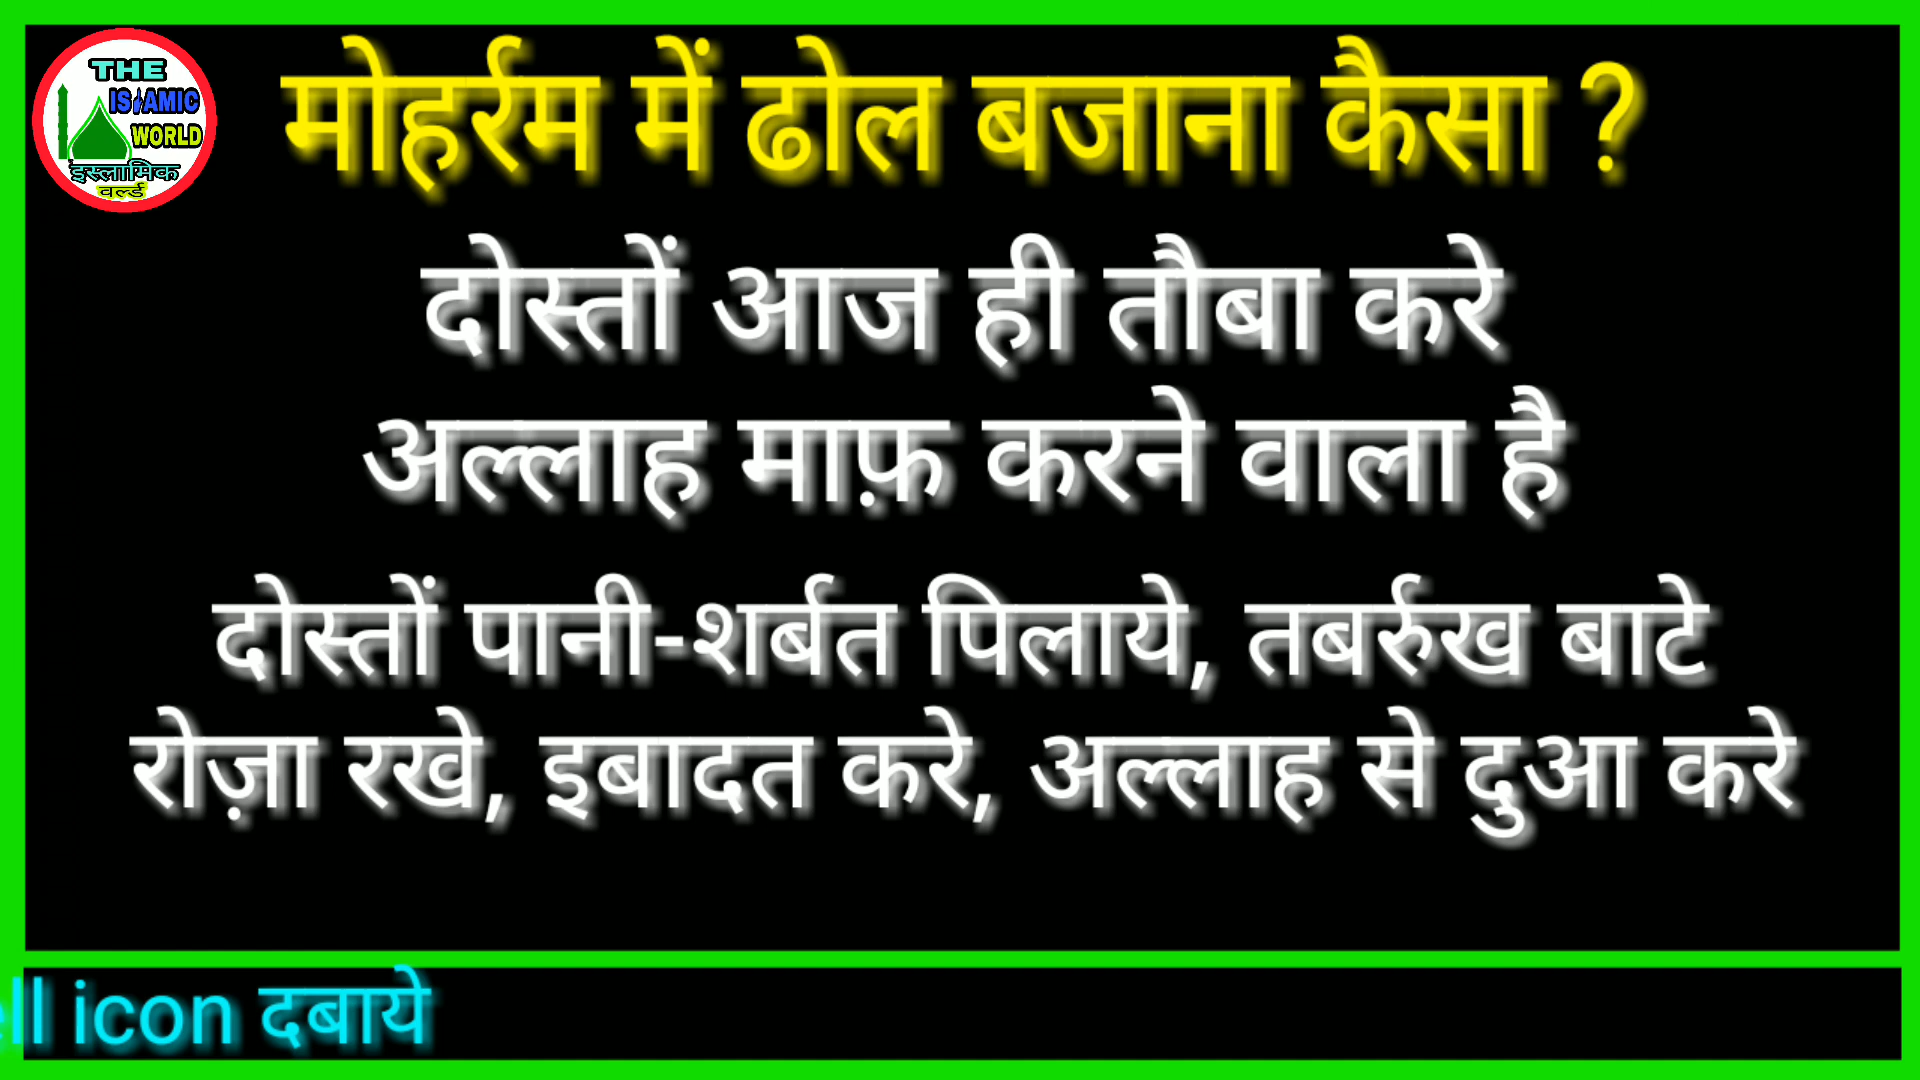 THE
ISLAMIC
WORLD
इस्लामिक
वर्ल्ड
मोहर्रम में ढोल बजाना कैसा ?
दोस्तों आज ही तौबा करे
अल्लाह माफ़ करने वाला है
दोस्तों पानी-शर्बत पिलाये, तबर्रुख बाटे
रोज़ा रखे, इबादत करे, अल्लाह से दुआ करे
ell icon दबाये